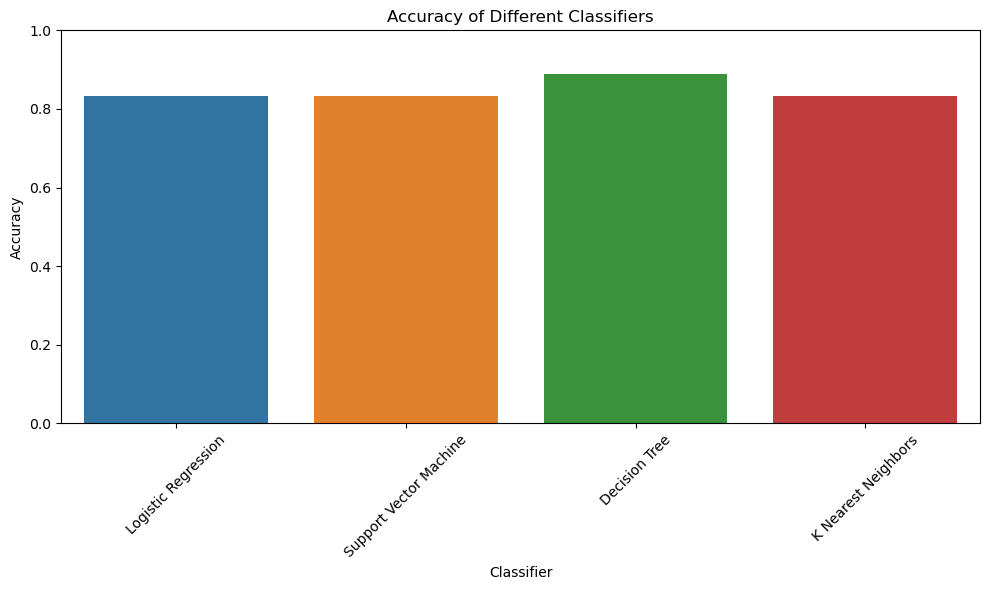 Accuracy of Different Classifiers
1.0
0.8
0.6
0.4
0.2
0.0
Accuracy
Logistic Regression
Support Vector Machine
Decision Tree
K Nearest Neighbors
Classifier